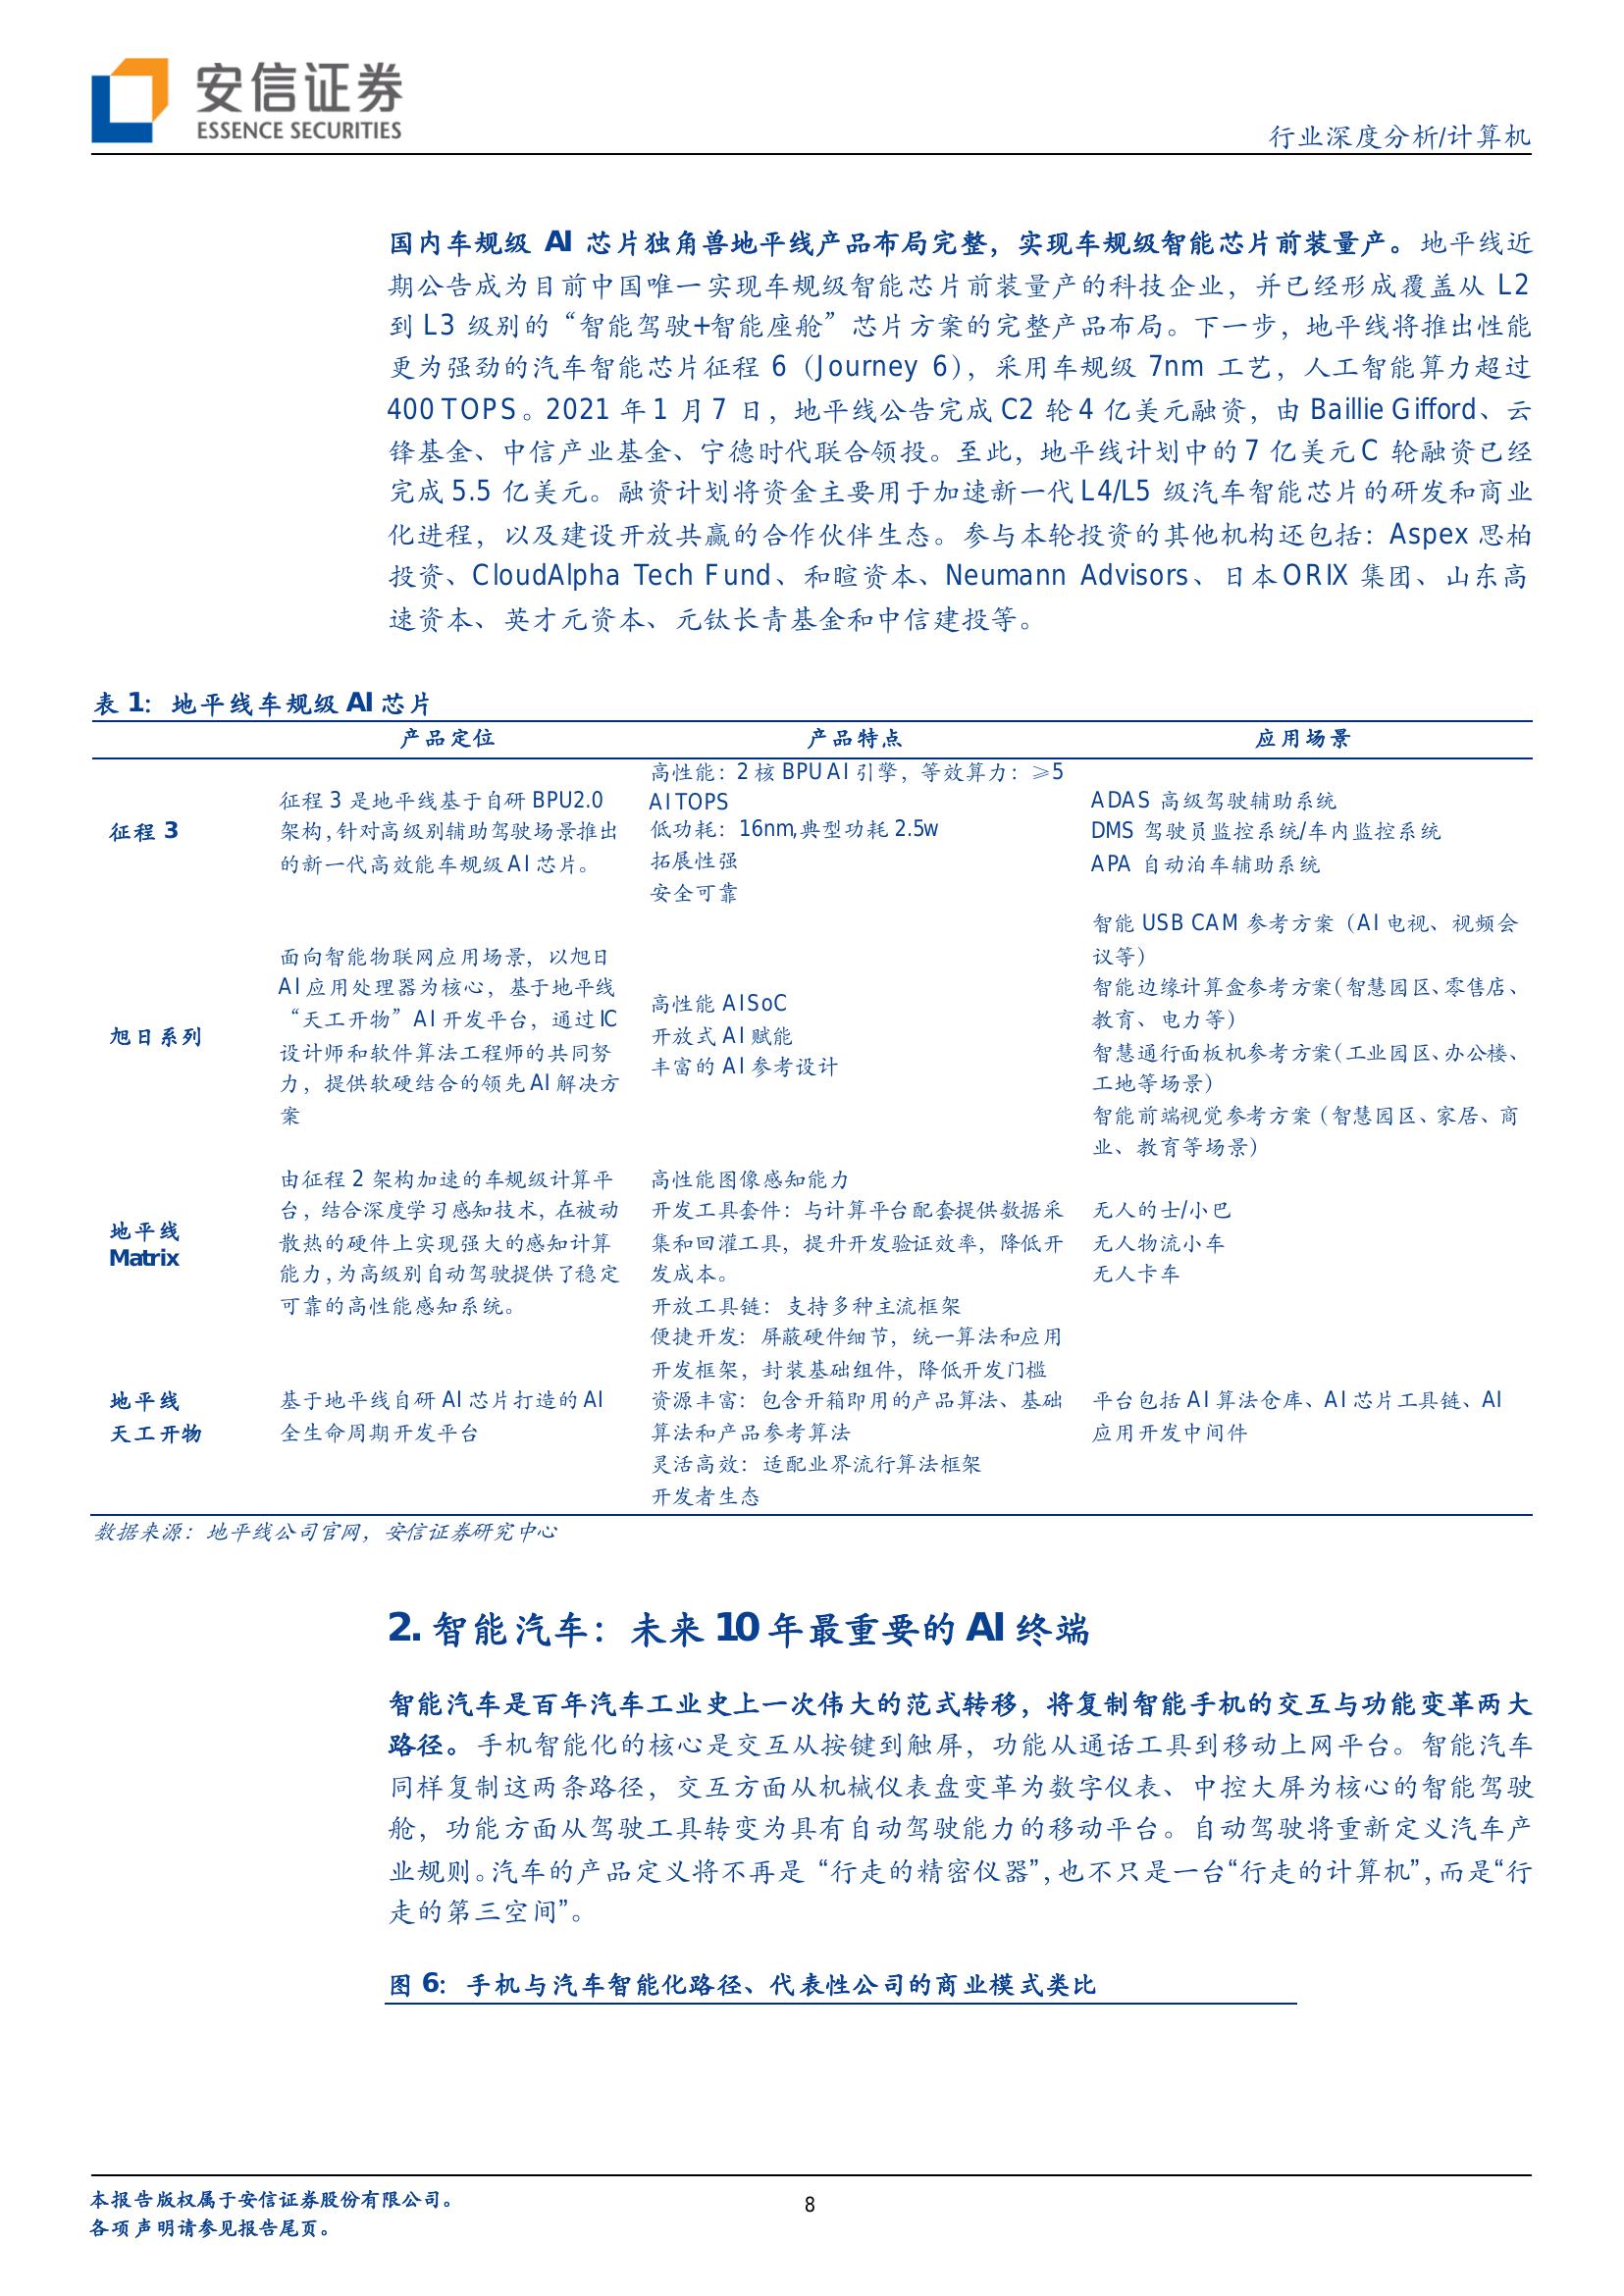 安信证券
ESSENCE SECURITIES
行业深度分析/计算机
国内车规级 AI 芯片独角兽地平线产品布局完整，实现车规级智能芯片前装量产。地平线近
期公告成为目前中国唯一实现车规级智能芯片前装量产的科技企业，并已经形成覆盖从 L2
到 L3 级别的“智能驾驶+智能座舱”芯片方案的完整产品布局。下一步，地平线将推出性能
更为强劲的汽车智能芯片征程 6（Journey 6），采用车规级 7nm 工艺，人工智能算力超过
400 TOPS。2021 年 1 月 7 日，地平线公告完成 C2 轮 4 亿美元融资，由 Baillie Gifford、云
锋基金、中信产业基金、宁德时代联合领投。至此，地平线计划中的 7 亿美元 C 轮融资已经
完成 5.5 亿美元。融资计划将资金主要用于加速新一代 L4/L5 级汽车智能芯片的研发和商业
化进程，以及建设开放共赢的合作伙伴生态。参与本轮投资的其他机构还包括：Aspex 思柏
投资、CloudAlpha Tech Fund、和暄资本、Neumann Advisors、日本 ORIX 集团、山东高
速资本、英才元资本、元钛长青基金和中信建投等。
表 1：地平线车规级 AI 芯片
产品定位 产品特点 应用场景
征程 3
征程 3 是地平线基于自研 BPU2.0
架构，针对高级别辅助驾驶场景推出
的新一代高效能车规级 AI 芯片。
高性能：2 核 BPU AI 引擎，等效算力：≥5
AI TOPS
低功耗：16nm,典型功耗 2.5w
拓展性强
安全可靠
ADAS 高级驾驶辅助系统
DMS 驾驶员监控系统/车内监控系统
APA 自动泊车辅助系统
旭日系列
面向智能物联网应用场景，以旭日
AI 应用处理器为核心，基于地平线
“天工开物”AI 开发平台，通过 IC
设计师和软件算法工程师的共同努
力，提供软硬结合的领先 AI 解决方
案
高性能 AI SoC
开放式 AI 赋能
丰富的 AI 参考设计
智能 USB CAM 参考方案（AI 电视、视频会
议等）
智能边缘计算盒参考方案（智慧园区、零售店、
教育、电力等）
智慧通行面板机参考方案（工业园区、办公楼、
工地等场景）
智能前端视觉参考方案（智慧园区、家居、商
业、教育等场景）
地平线
Matrix
由征程 2 架构加速的车规级计算平
台，结合深度学习感知技术，在被动
散热的硬件上实现强大的感知计算
能力，为高级别自动驾驶提供了稳定
可靠的高性能感知系统。
高性能图像感知能力
开发工具套件：与计算平台配套提供数据采
集和回灌工具，提升开发验证效率，降低开
发成本。
开放工具链：支持多种主流框架
无人的士/小巴
无人物流小车
无人卡车
地平线
天工开物
基于地平线自研 AI 芯片打造的 AI
全生命周期开发平台
便捷开发：屏蔽硬件细节，统一算法和应用
开发框架，封装基础组件，降低开发门槛
资源丰富：包含开箱即用的产品算法、基础
算法和产品参考算法
灵活高效：适配业界流行算法框架
开发者生态
平台包括 AI 算法仓库、AI 芯片工具链、AI
应用开发中间件
数据来源：地平线公司官网，安信证券研究中心
2. 智能汽车：未来 10 年最重要的 AI 终端
智能汽车是百年汽车工业史上一次伟大的范式转移，将复制智能手机的交互与功能变革两大
路径。手机智能化的核心是交互从按键到触屏，功能从通话工具到移动上网平台。智能汽车
同样复制这两条路径，交互方面从机械仪表盘变革为数字仪表、中控大屏为核心的智能驾驶
舱，功能方面从驾驶工具转变为具有自动驾驶能力的移动平台。自动驾驶将重新定义汽车产
业规则。汽车的产品定义将不再是“行走的精密仪器”，也不只是一台“行走的计算机”，而是“行
走的第三空间”。
图 6：手机与汽车智能化路径、代表性公司的商业模式类比
本报告版权属于安信证券股份有限公司。
各项声明请参见报告尾页。
8